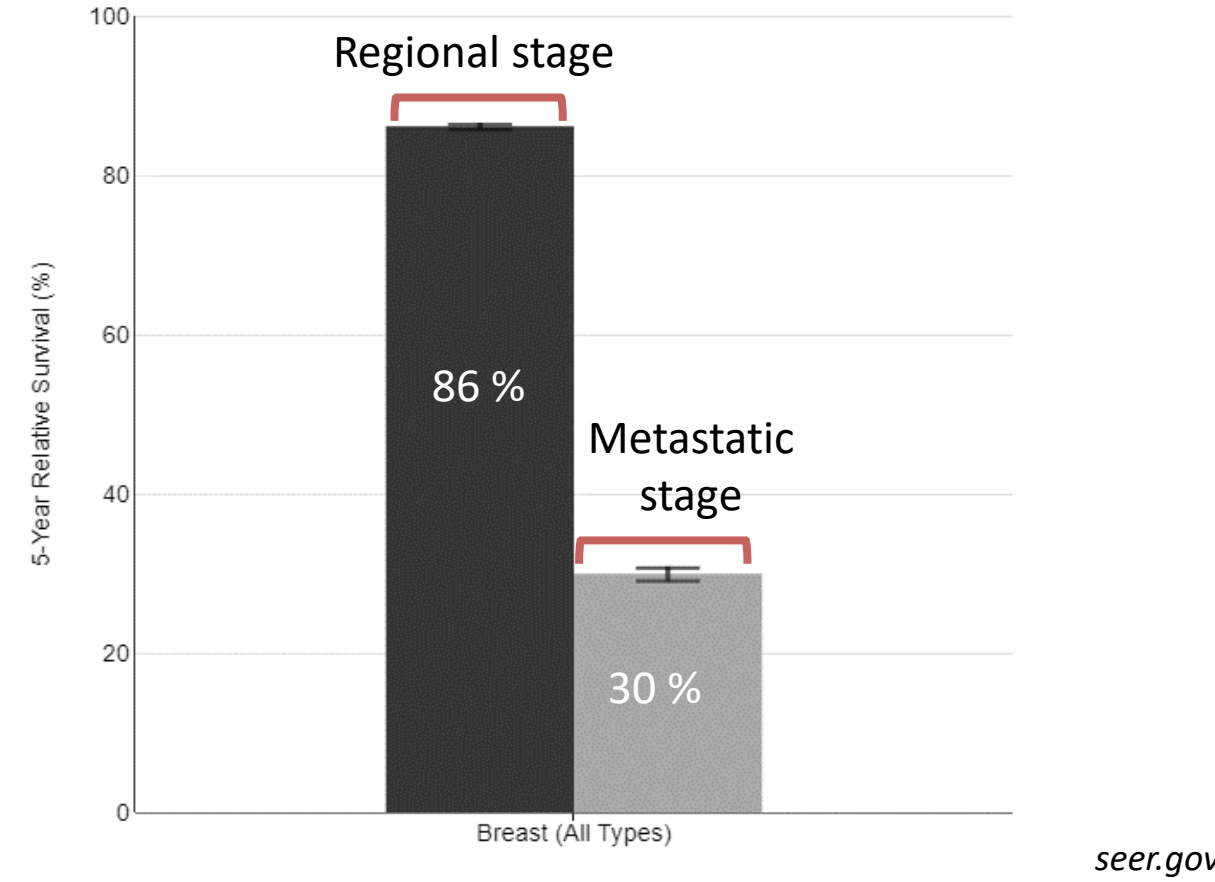 100
Regional stage
80
5-Year Relative Survival (%)
60
86 %
Metastatic
stage
40
20
30 %
0
Breast (All Types)
seer.gov